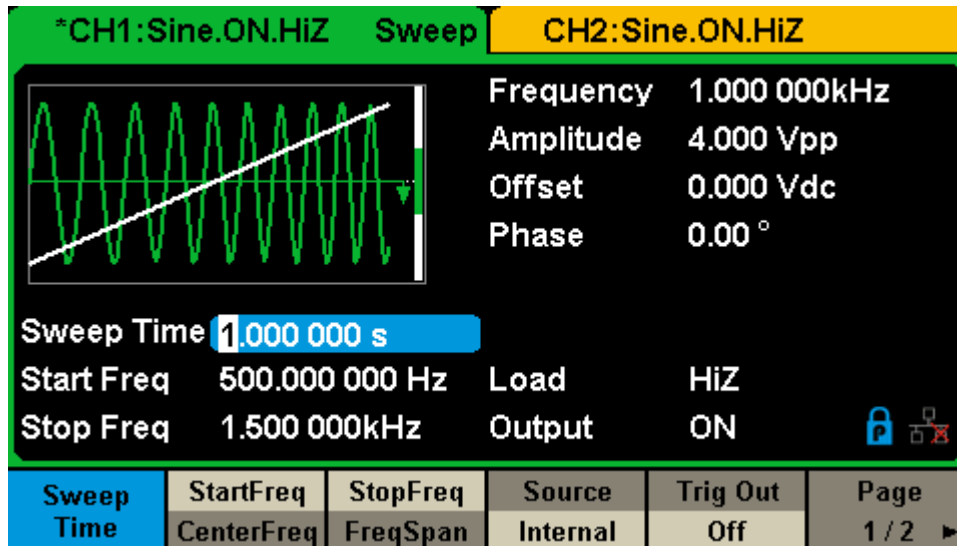 *CH1:Sine.ON.HiZ Sweep CH2:Sine.ON.HiZ
Frequency 1.000 000kHz
Amplitude 4.000 Vpp
Offset 0.000 Vdc
Phase 0.00 °
Sweep Time 1.000 000 s
Start Freq 500.000 000 Hz Load HiZ
Stop Freq 1.500 000kHz Output ON P
Sweep Time StartFreq StopFreq Source Trig Out Page
CenterFreq FreqSpan Internal Off 1 / 2 ►